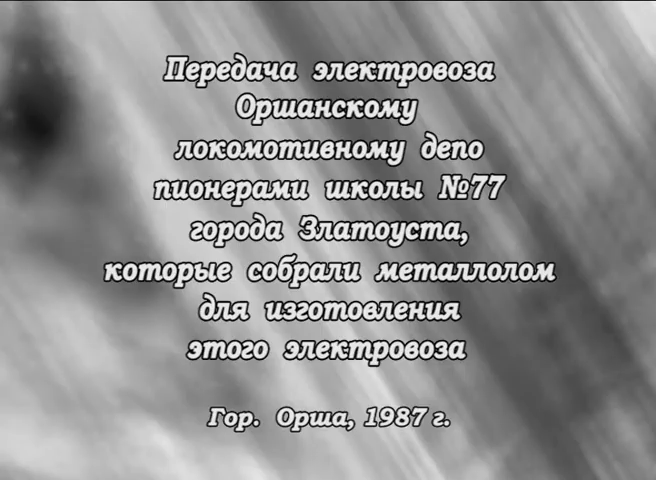 Передача электровоза
Оршанскому
локомотивному депо
пионерами школы №77
города Златоуста,
которые собрали металлолом
для изготовления
этого электровоза
Гор. Орша, 1987 г.